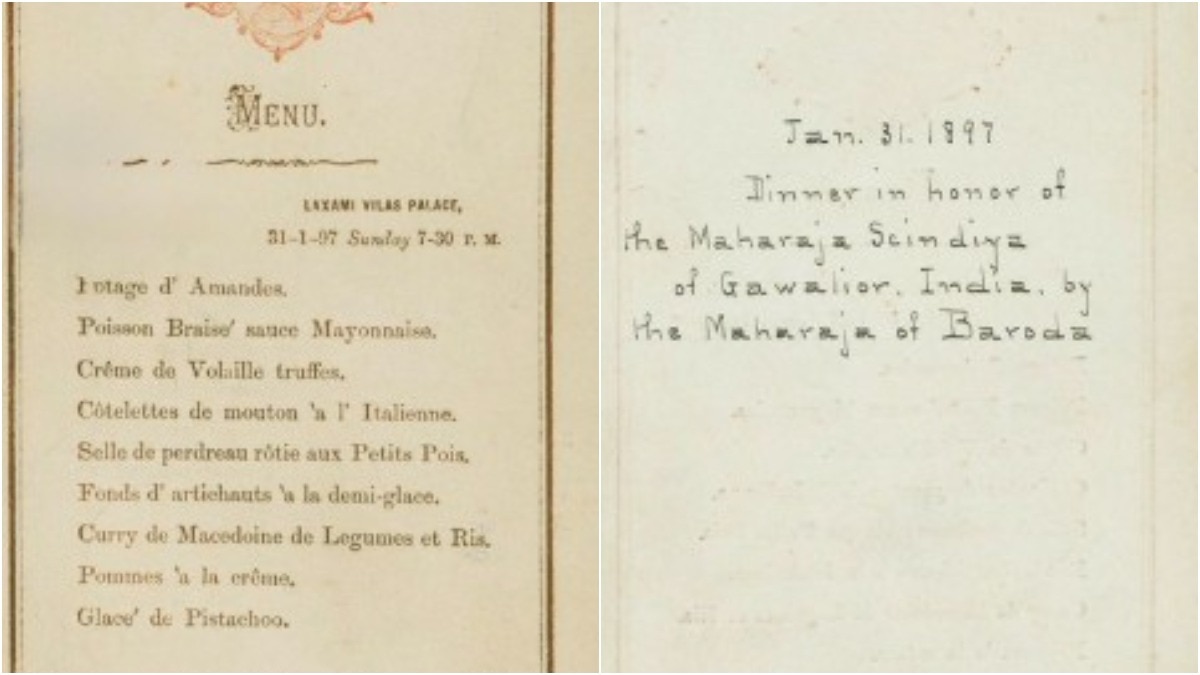 MENU.
LAXAMI VILAS PALACE,
31-1-97 Sunday 7-30 P. M.
Potage d' Amandes.
Poisson Braise' sauce Mayonnaise.
Crême de Volaille truffes.
Côtelettes de mouton 'a l' Italienne.
Selle de perdreau rôtie aux Petits Pois.
Fonds d' artichauts 'a la demi-glace.
Curry de Macedoine de Legumes et Ris.
Pommes 'a la crême.
Glace' de Pistachoo.
Jan. 31. 1897
Dinner in honor of
the Maharaja Scindiya
of Gawalior, India, by
the Maharaja of Baroda